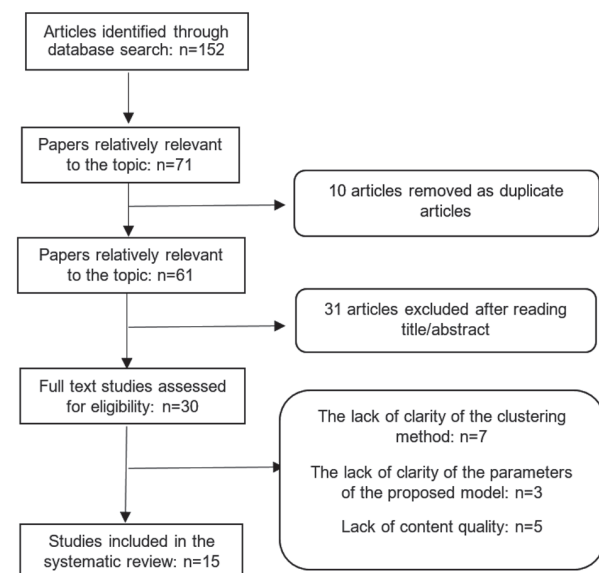 Articles identified through
database search: n=152
Papers relatively relevant
to the topic: n=71
10 articles removed as duplicate
articles
Papers relatively relevant
to the topic: n=61
31 articles excluded after reading
title/abstract
Full text studies assessed
for eligibility: n=30
The lack of clarity of the clustering
method: n=7
The lack of clarity of the parameters
of the proposed model: n=3
Lack of content quality: n=5
Studies included in the
systematic review: n=15